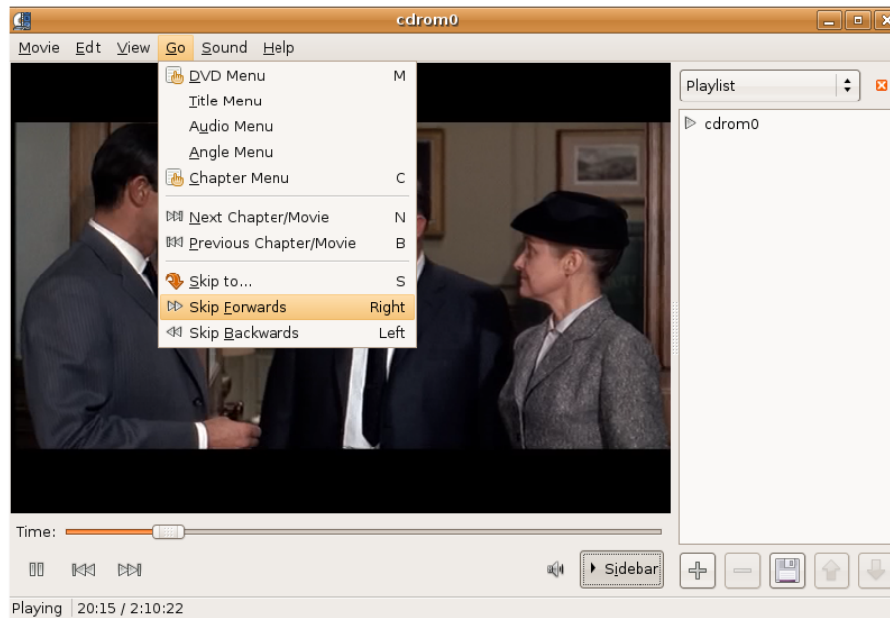 cdrom0
Movie Edt View Go Sound Help
DVD Menu M
Title Menu
Audio Menu
Angle Menu
Chapter Menu C
Next Chapter/Movie N
Previous Chapter/Movie B
Skip to... S
Skip Forwards Right
Skip Backwards Left
Playlist
cdrom0
Time:
Sidebar
Playing 20:15 / 2:10:22